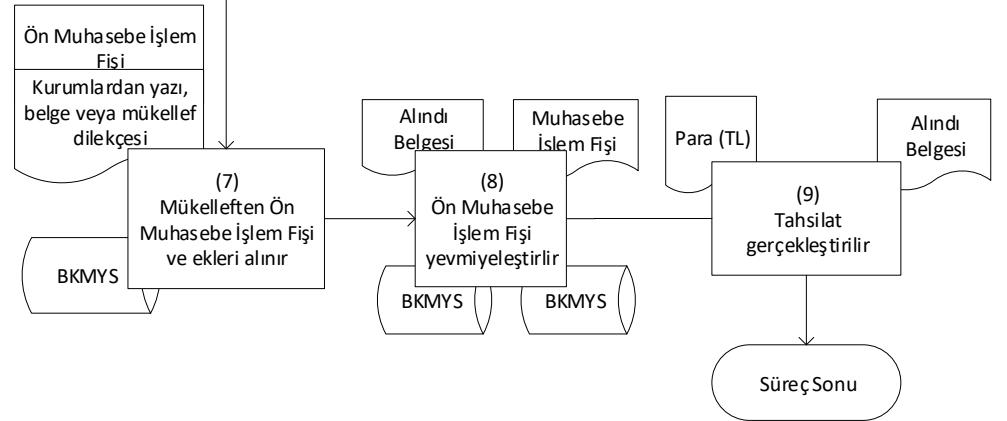 Ön Muhasebe İşlem
Fişi
Kurumlardan yazı,
belge veya mükellef
dilekçesi
(7)
Mükelleften Ön
Muhasebe İşlem Fişi
ve ekleri alınır
BKMYS
Alındı
Belgesi
Muhasebe
İşlem Fişi
(8)
Ön Muhasebe
İşlem Fişi
yevmiyeleştirlir
BKMYS
BKMYS
Para (TL)
Alındı
Belgesi
(9)
Tahsilat
gerçekleştirilir
Süreç Sonu